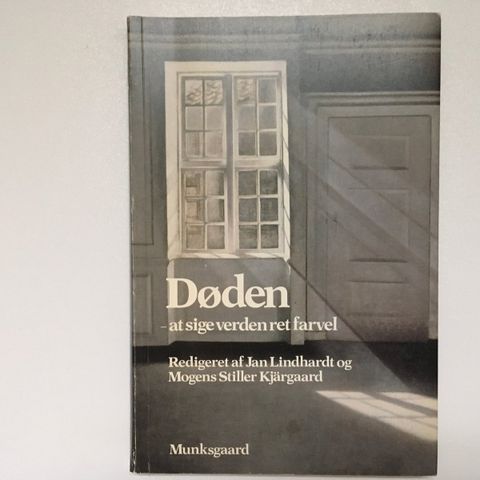 Døden
– at sige verden ret farvel
Redigeret af Jan Lindhardt og
Mogens Stiller Kjärgaard
Munksgaard